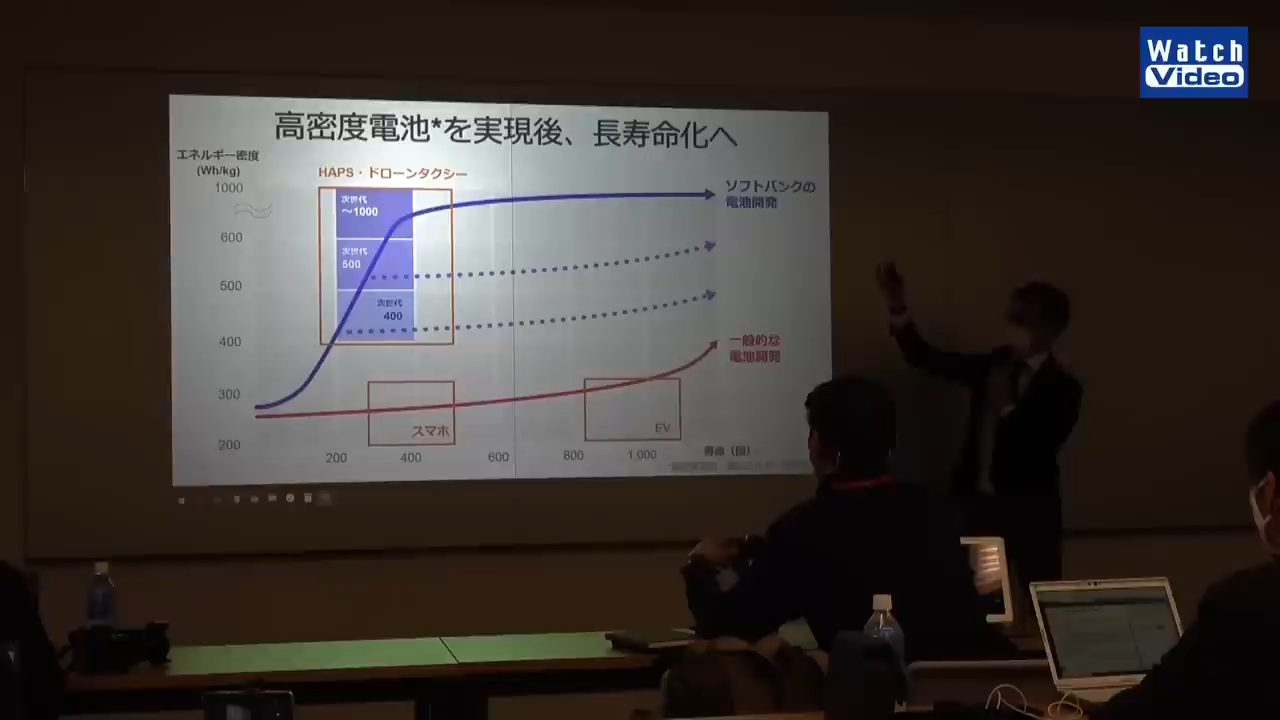 Watch
Video
高密度電池*を実現後、長寿命化へ
エネルギー密度
(Wh/kg)
HAPS・ドローンタクシー
1000
600
500
400
300
200
次世代
～1000
次世代
500
次世代
400
ソフトバンクの
電池開発
一般的な
電池開発
スマホ
EV
200
400
600
800
1,000
寿命（回）